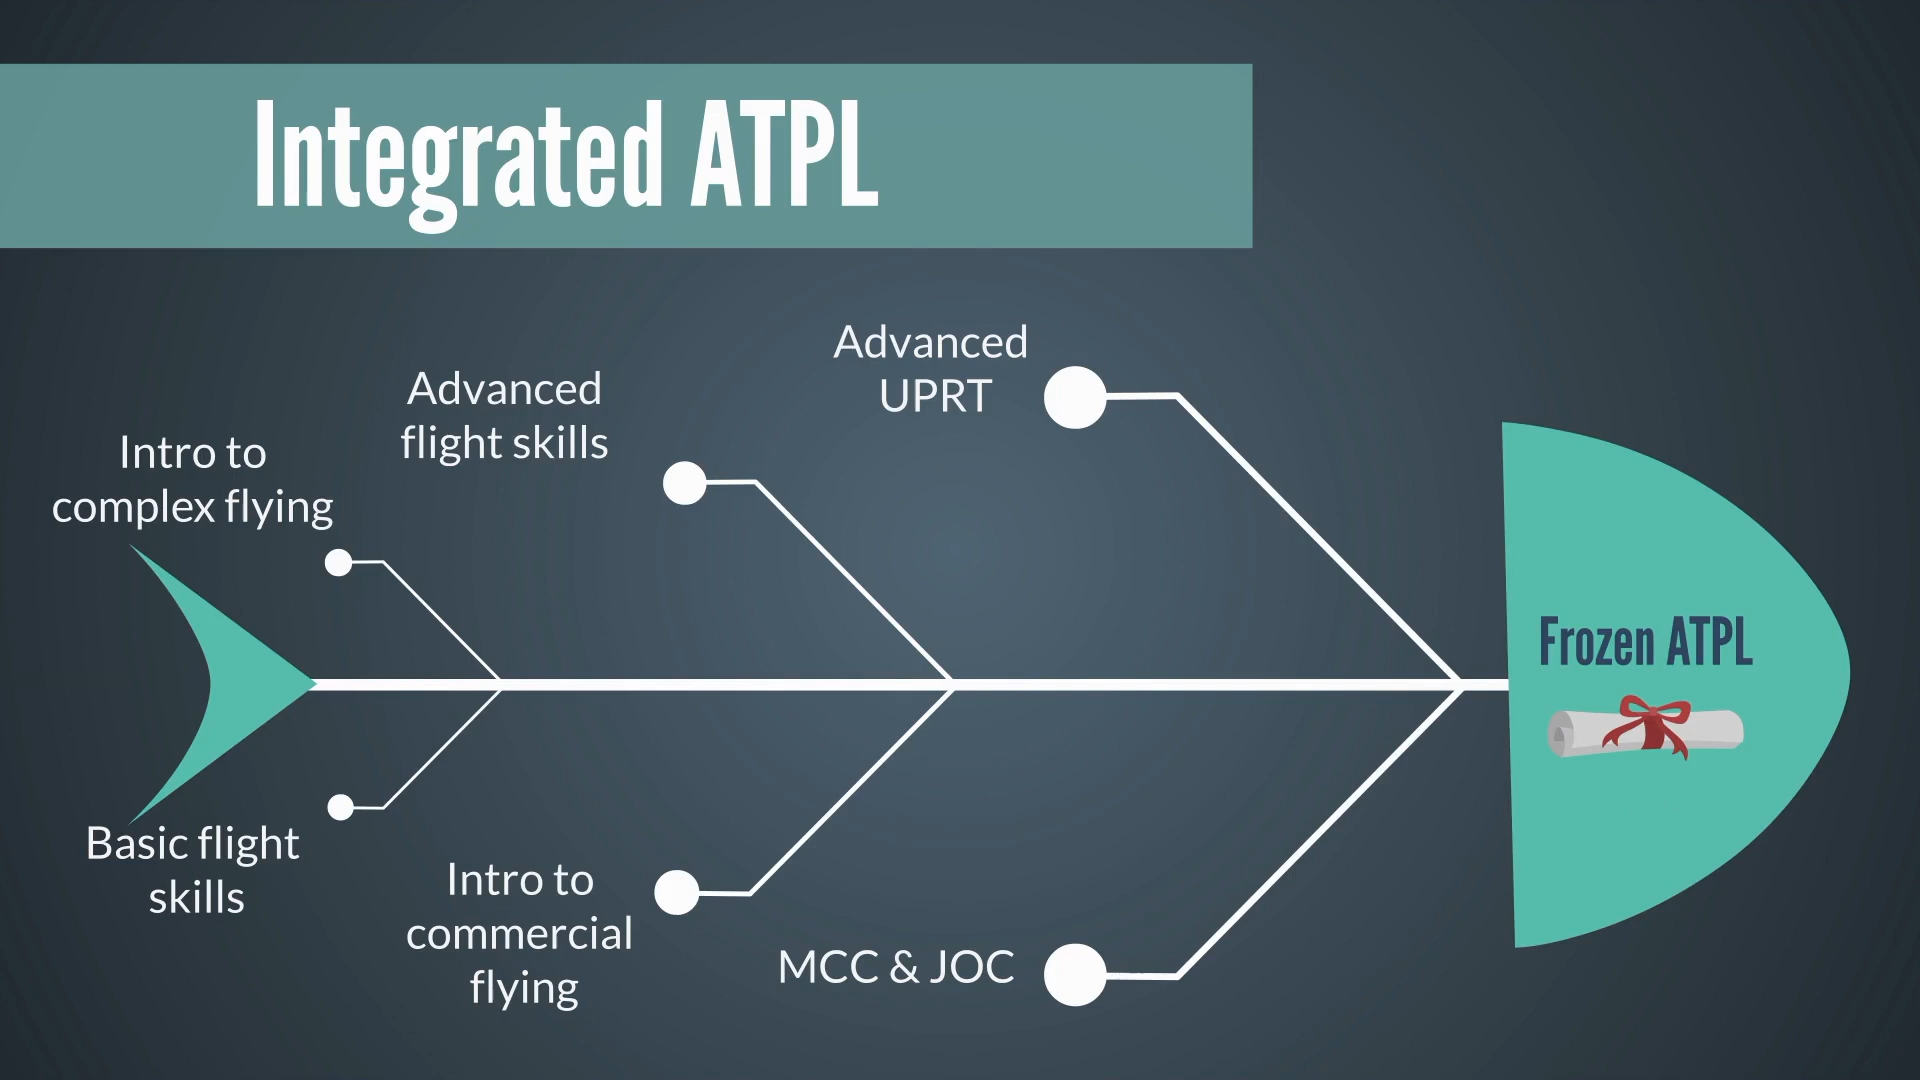 Integrated ATPL
Intro to
complex flying
Advanced
flight skills
Advanced
UPRT
Basic flight
skills
Intro to
commercial
flying
MCC & JOC
Frozen ATPL